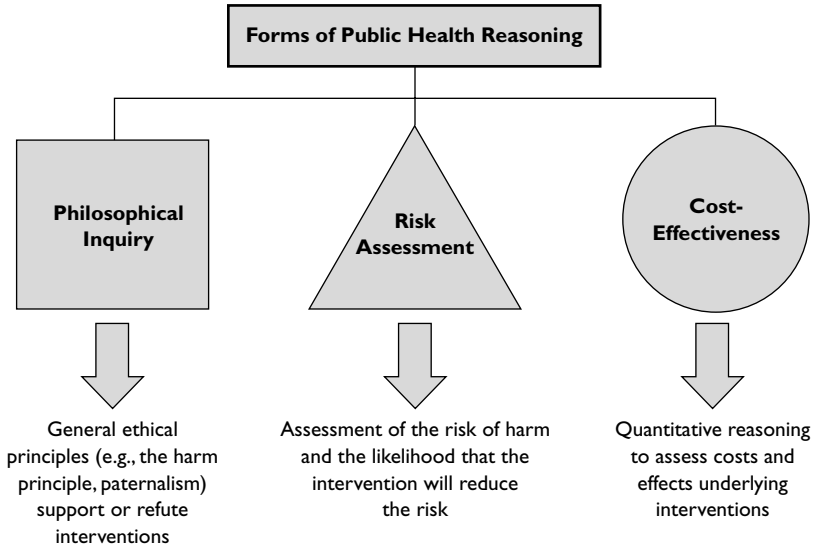 Forms of Public Health Reasoning
Philosophical
Inquiry
Risk
Assessment
Cost-
Effectiveness
General ethical
principles (e.g., the harm
principle, paternalism)
support or refute
interventions
Assessment of the risk of harm
and the likelihood that the
intervention will reduce
the risk
Quantitative reasoning
to assess costs and
effects underlying
interventions